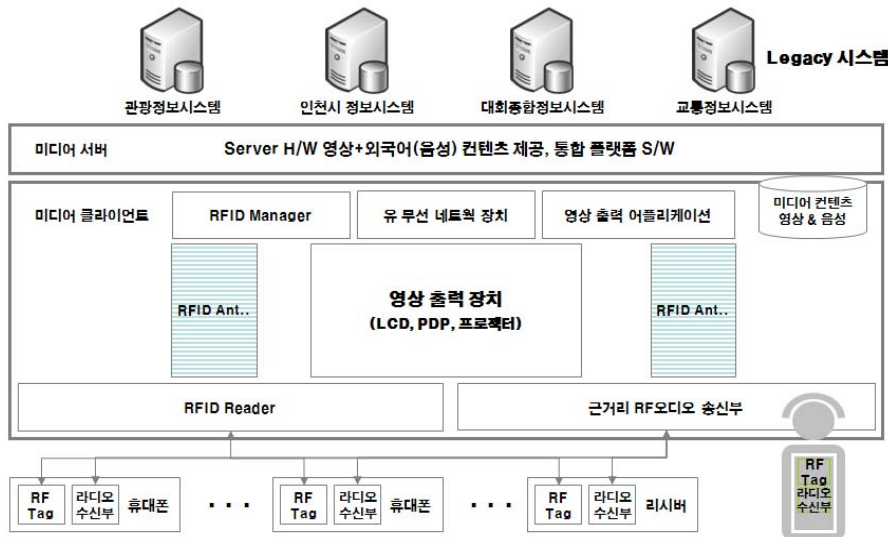 Legacy 시스템
관광정보시스템
인천시 정보시스템
대회종합정보시스템
교통정보시스템
미디어 서버
Server H/W 영상+외국어(음성) 컨텐츠 제공, 통합 플랫폼 S/W
미디어 클라이언트
RFID Manager
유 무선 네트웍 장치
영상 출력 어플리케이션
미디어 컨텐츠
영상 & 음성
RFID Ant..
영상 출력 장치
(LCD, PDP, 프로젝터)
RFID Ant..
RFID Reader
근거리 RF오디오 송신부
RF
Tag
라디오
수신부
휴대폰
· · ·
RF
Tag
라디오
수신부
휴대폰
· · ·
RF
Tag
라디오
수신부
리시버
RF
Tag
라디오
수신부